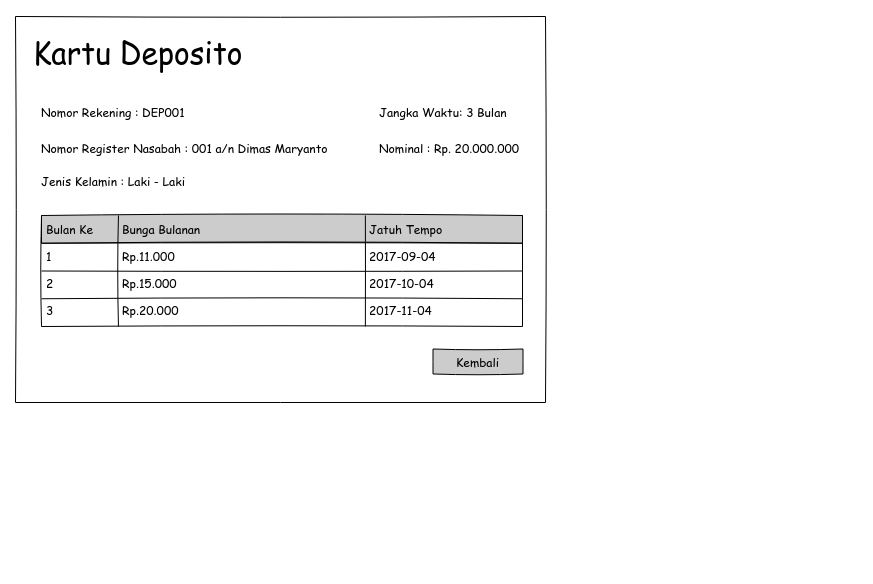 Kartu Deposito
Nomor Rekening : DEP001
Jangka Waktu: 3 Bulan
Nomor Register Nasabah : 001 a/n Dimas Maryanto
Nominal : Rp. 20.000.000
Jenis Kelamin : Laki - Laki
Bulan Ke Bunga Bulanan Jatuh Tempo
1 Rp.11.000 2017-09-04
2 Rp.15.000 2017-10-04
3 Rp.20.000 2017-11-04
Kembali